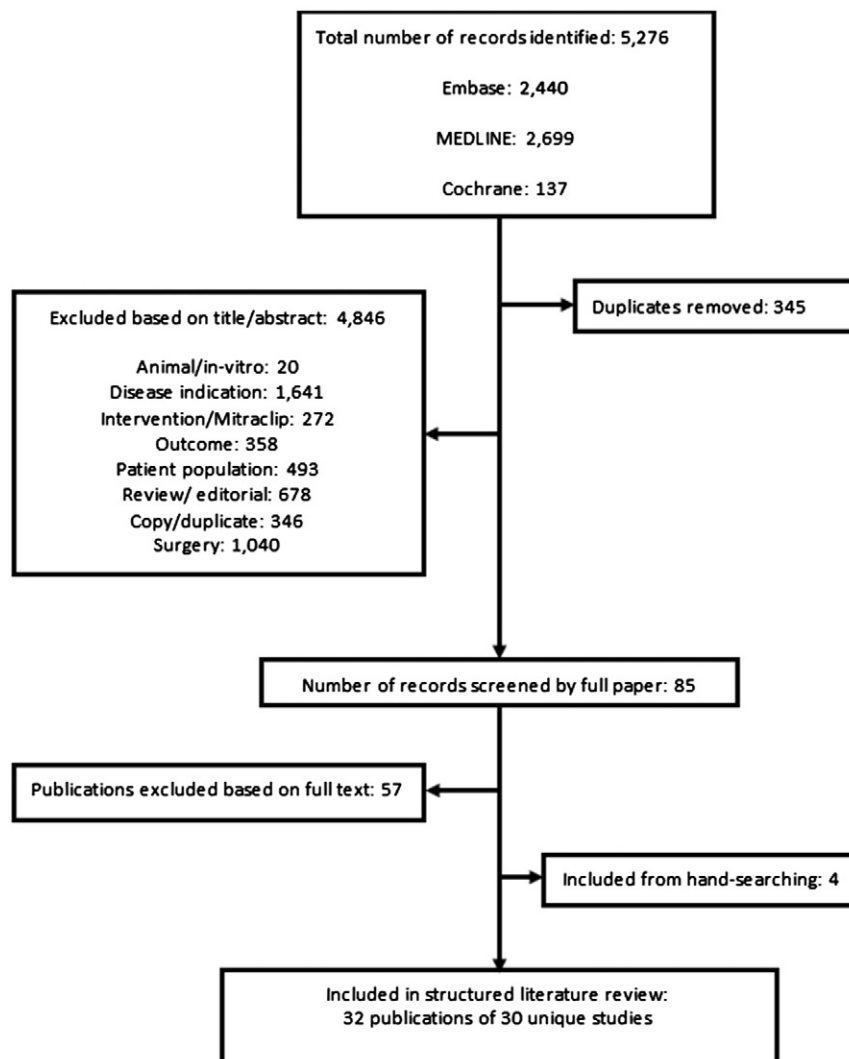 Total number of records identified: 5,276
Embase: 2,440
MEDLINE: 2,699
Cochrane: 137
Duplicates removed: 345
Excluded based on title/abstract: 4,846
Animal/in-vitro: 20
Disease indication: 1,641
Intervention/Mitraclip: 272
Outcome: 358
Patient population: 493
Review/ editorial: 678
Copy/duplicate: 346
Surgery: 1,040
Number of records screened by full paper: 85
Publications excluded based on full text: 57
Included from hand-searching: 4
Included in structured literature review:
32 publications of 30 unique studies